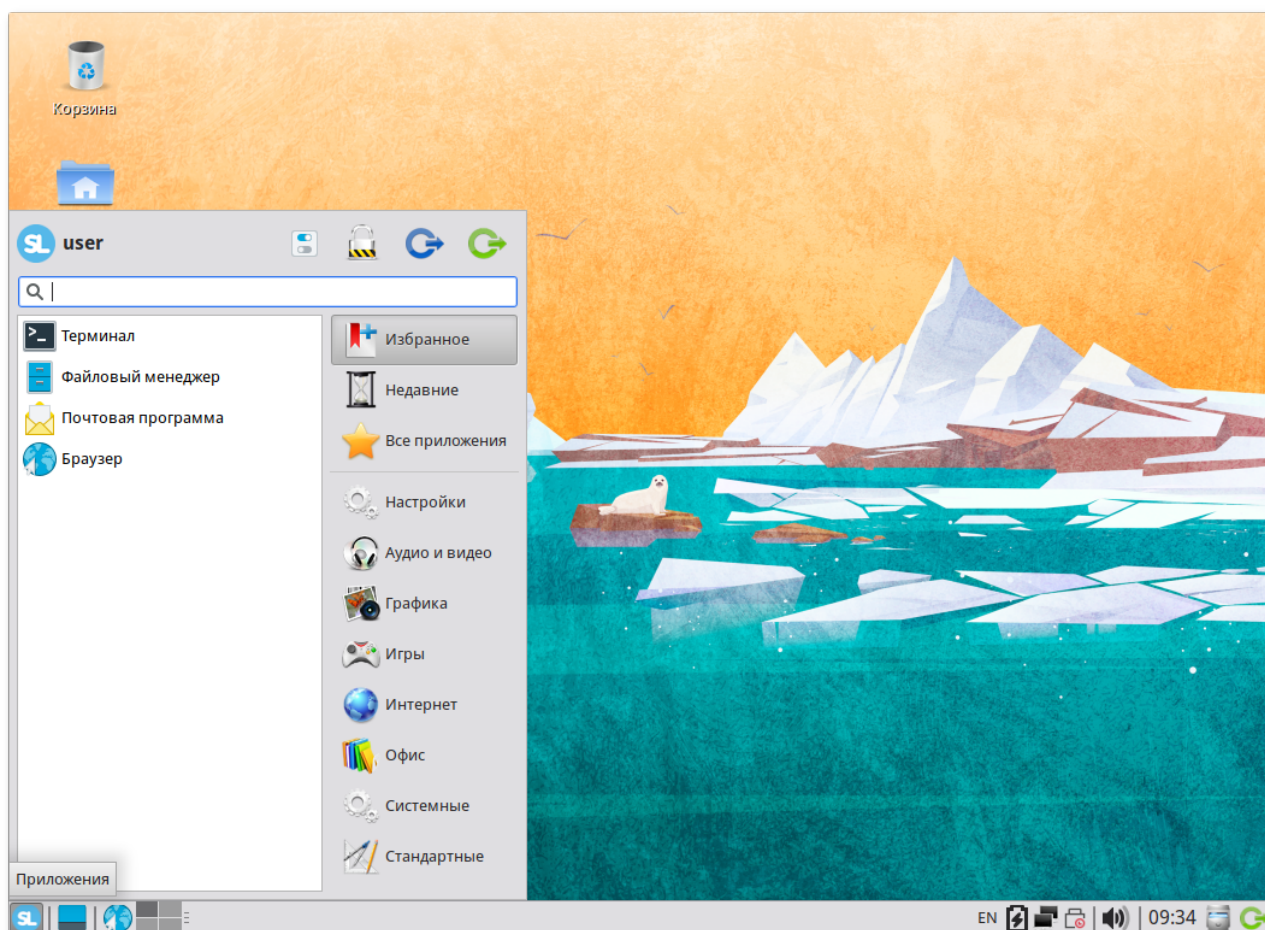 Корзина
SL user
Терминал
Файловый менеджер
Почтовая программа
Браузер
Избранное
Недавние
Все приложения
Настройки
Аудио и видео
Графика
Игры
Интернет
Офис
Системные
Стандартные
Приложения
SL
EN
09:34